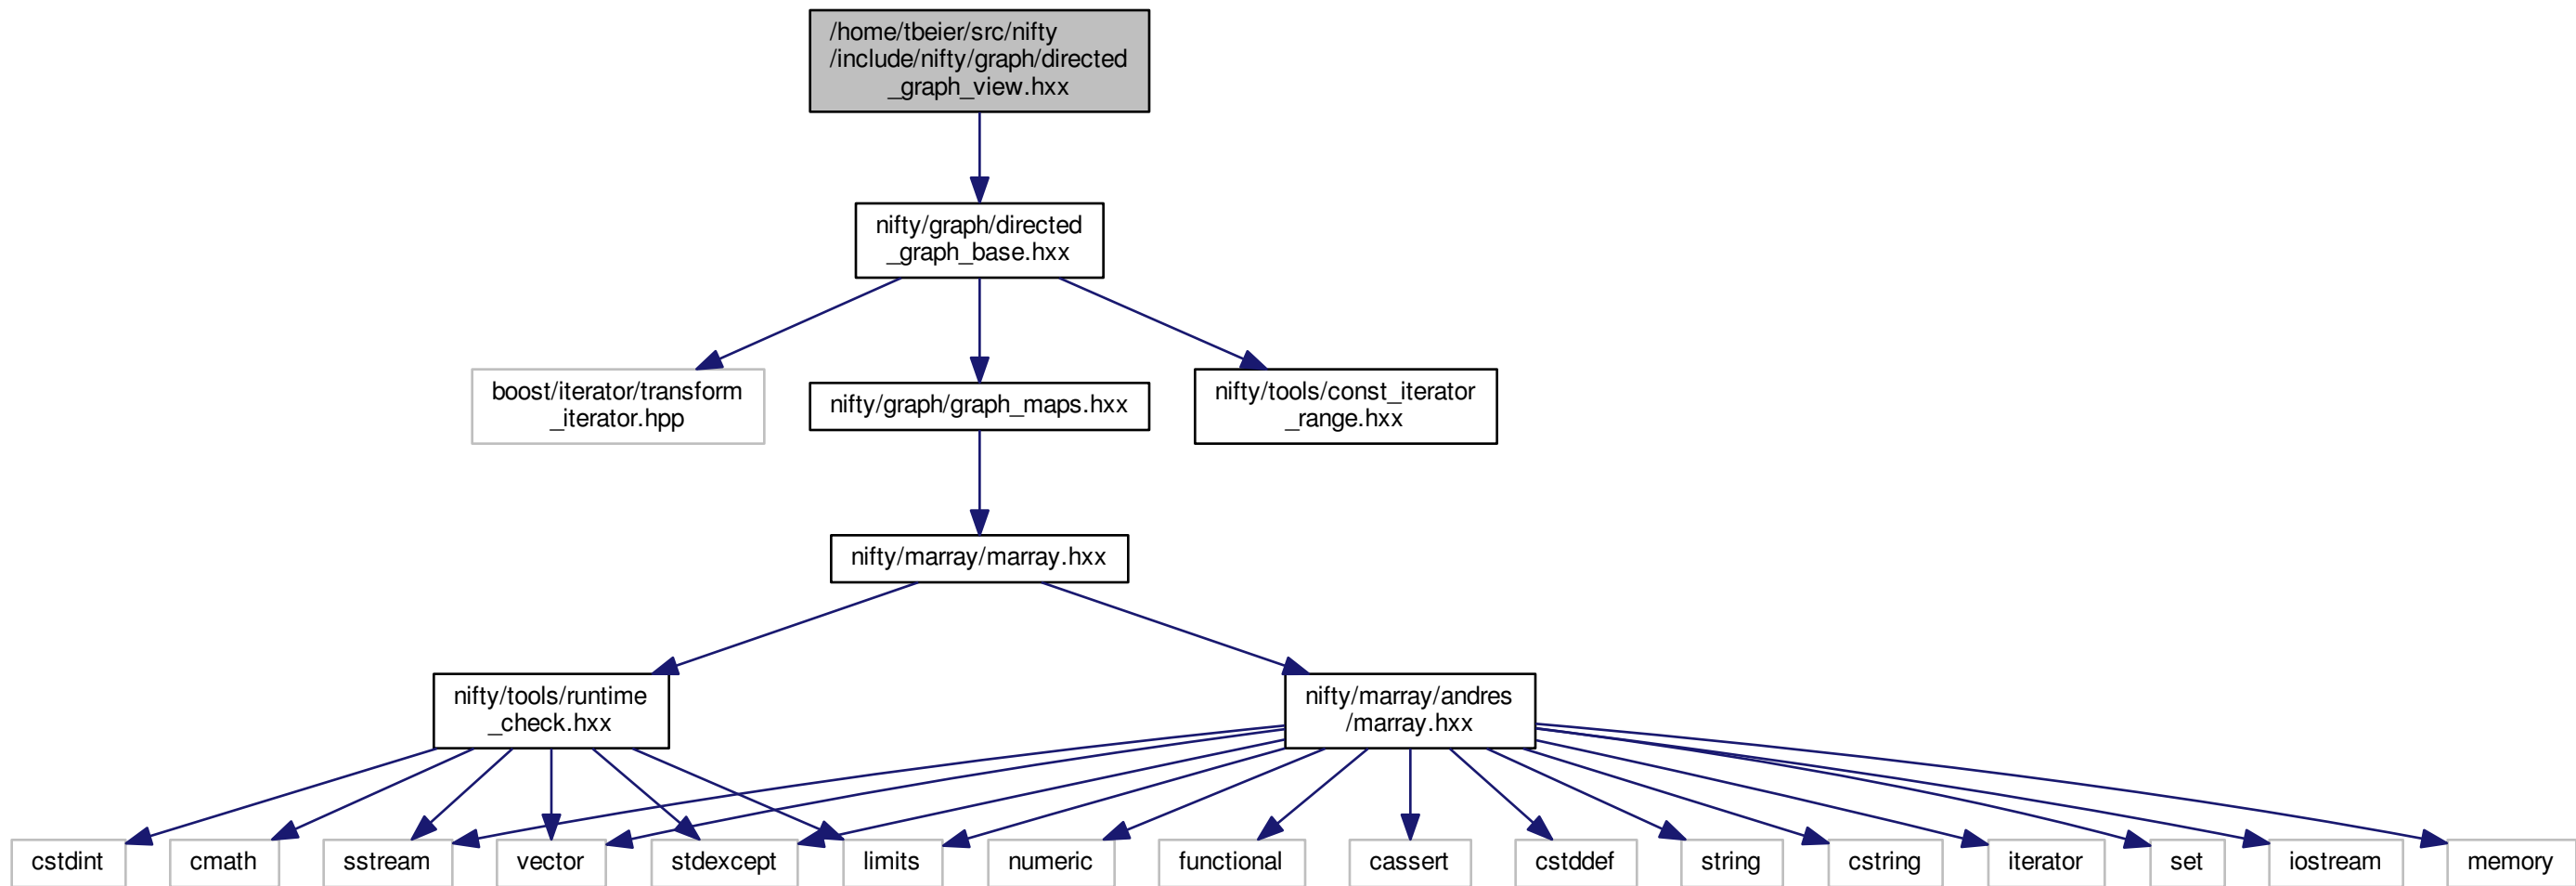 /home/tbeier/src/nifty
/include/nifty/graph/directed
_graph_view.hxx
nifty/graph/directed
_graph_base.hxx
boost/iterator/transform
_iterator.hpp
nifty/graph/graph_maps.hxx
nifty/tools/const_iterator
_range.hxx
nifty/marray/marray.hxx
nifty/tools/runtime
_check.hxx
nifty/marray/andres
/marray.hxx
cstdint
cmath
sstream
vector
stdexcept
limits
numeric
functional
cassert
cstddef
string
cstring
iterator
set
iostream
memory